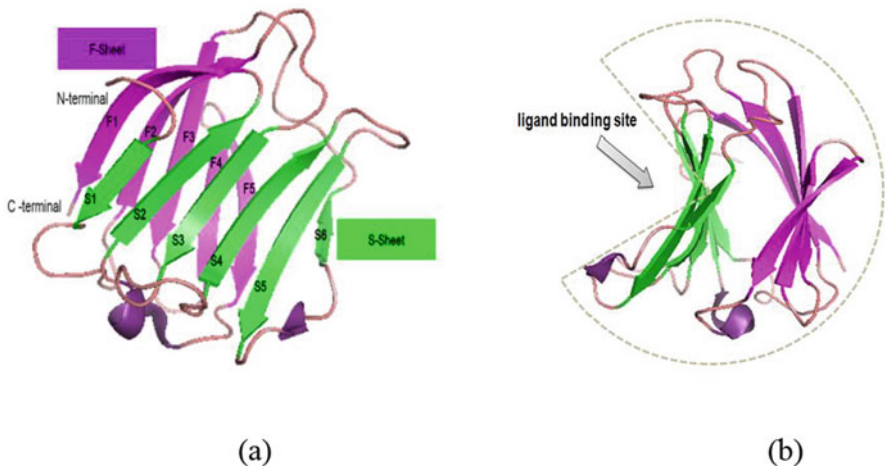 F-Sheet
N-terminal
F1
F2
F3
F4
F5
C -terminal
S1
S2
S3
S4
S5
S6
S-Sheet
(a)
ligand binding site
(b)